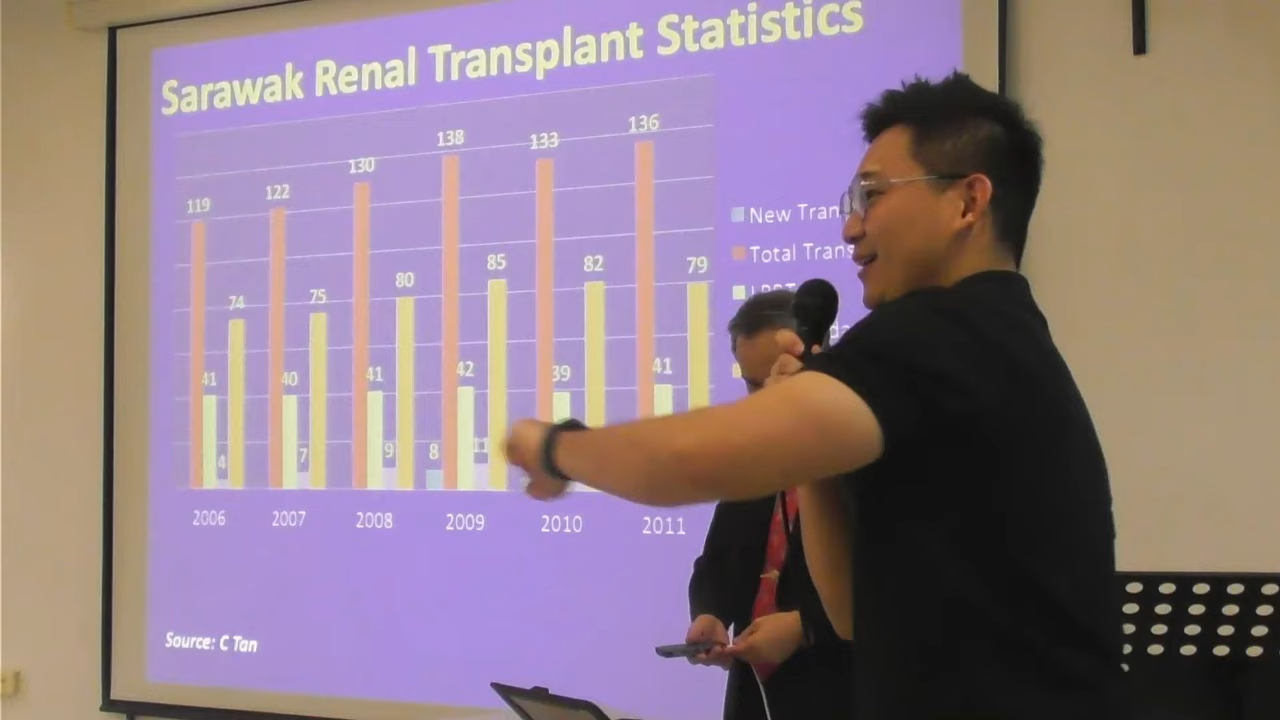 Sarawak Renal Transplant Statistics
138 133 136
130
119 122
85 82 79
80
74 75
41 40 41 42 39 41
4 7 9 8 11
2006 2007 2008 2009 2010 2011
New Tran
Total Trans
Source: C Tan